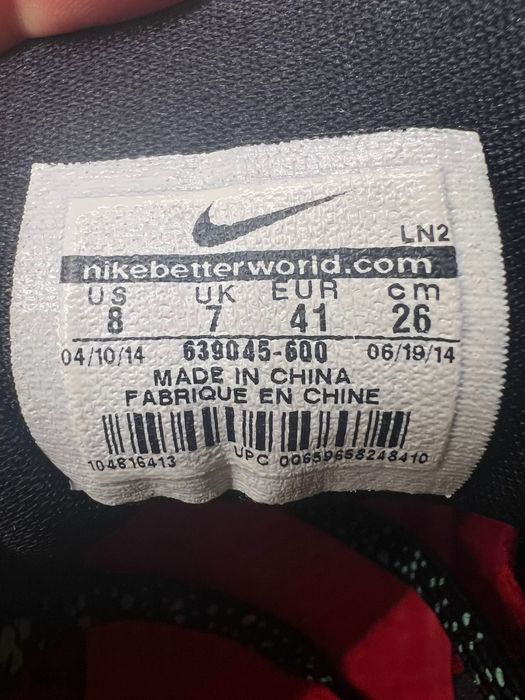 LN2
nikebetterworld.com
US UK EUR cm
8 7 41 26
04/10/14 639045-600 06/19/14
MADE IN CHINA
FABRIQUE EN CHINE
104816413 UPC 00659658248410